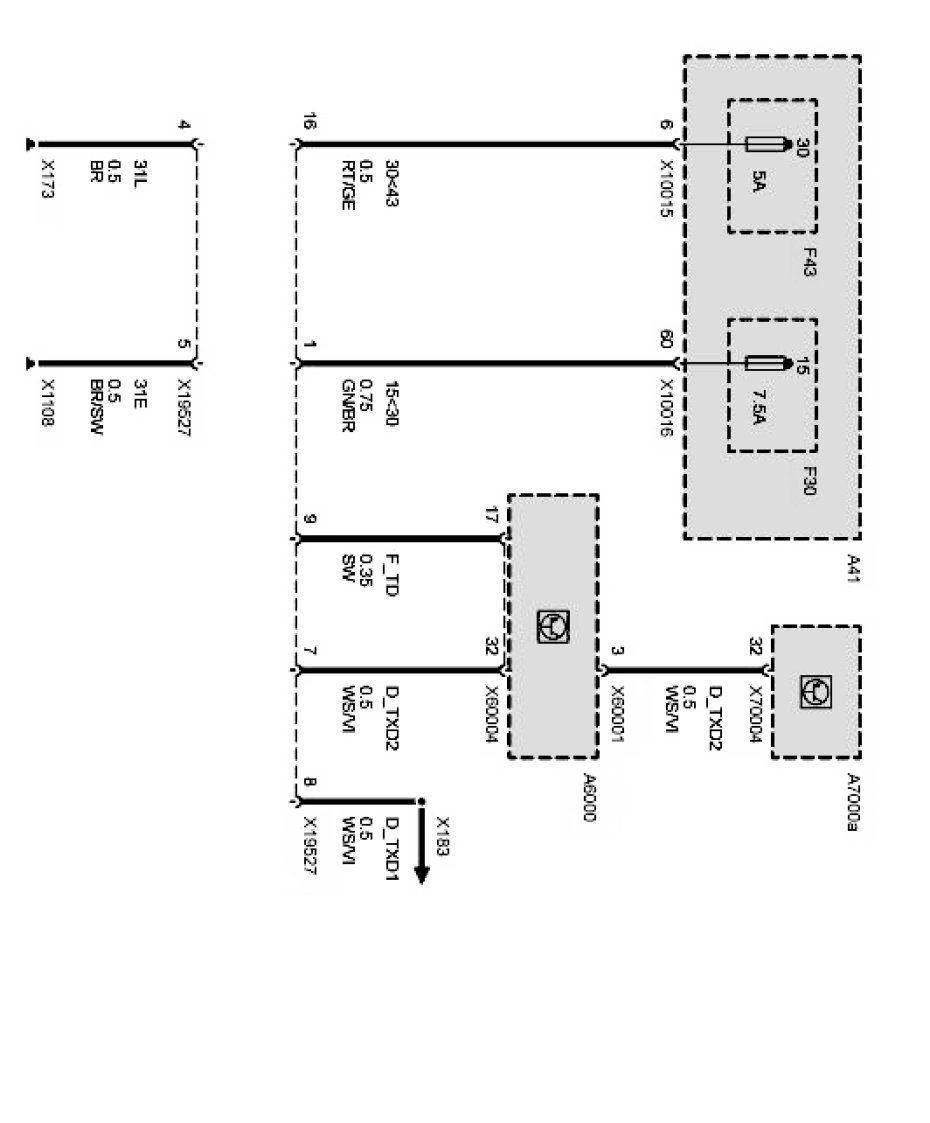 A41
A7000a
F43
F30
30
15
5A
7.5A
32
X70004
D_TXD2
0.5
WS/VI
6
X10015
60
X10016
3
X60001
A6000
17
32
X60004
X183
30<43
0.5
RT/GE
15<30
0.75
GN/BR
F_TD
0.35
SW
D_TXD2
0.5
WS/VI
D_TXD1
0.5
WS/VI
16
1
9
7
8
X19527
4
5
X19527
31L
0.5
BR
31E
0.5
BR/SW
X173
X1108